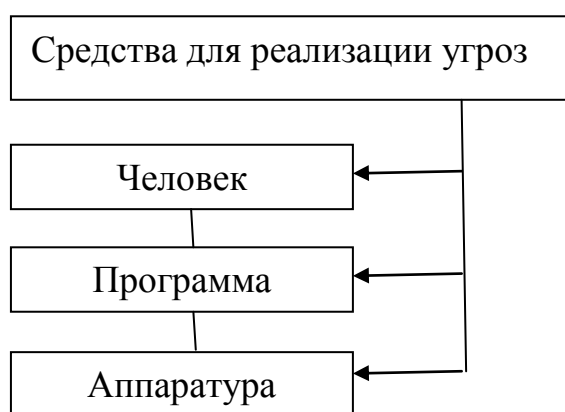 Средства для реализации угроз
Человек
Программа
Аппаратура